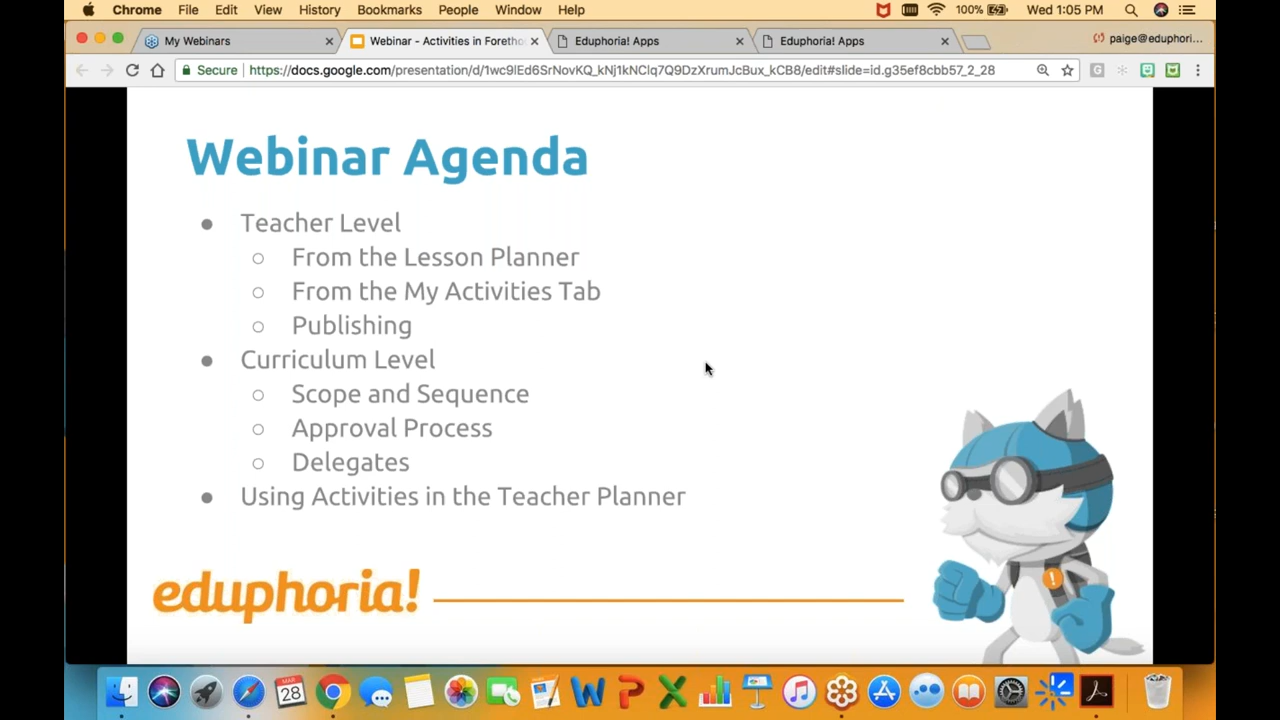 Chrome File Edit View History Bookmarks People Window Help 100% Wed 1:05 PM
My Webinars Webinar - Activities in Foretho Eduphoria! Apps Eduphoria! Apps paige@eduphori...
Secure https://docs.google.com/presentation/d/1wc9lEd6SrNovKQ_kNj1kNClq7Q9DzXrumJcBux_kCB8/edit#slide=id.g35ef8cbb57_2_28
Webinar Agenda
● Teacher Level
○ From the Lesson Planner
○ From the My Activities Tab
○ Publishing
● Curriculum Level
○ Scope and Sequence
○ Approval Process
○ Delegates
● Using Activities in the Teacher Planner
eduphoria!
MAR
28